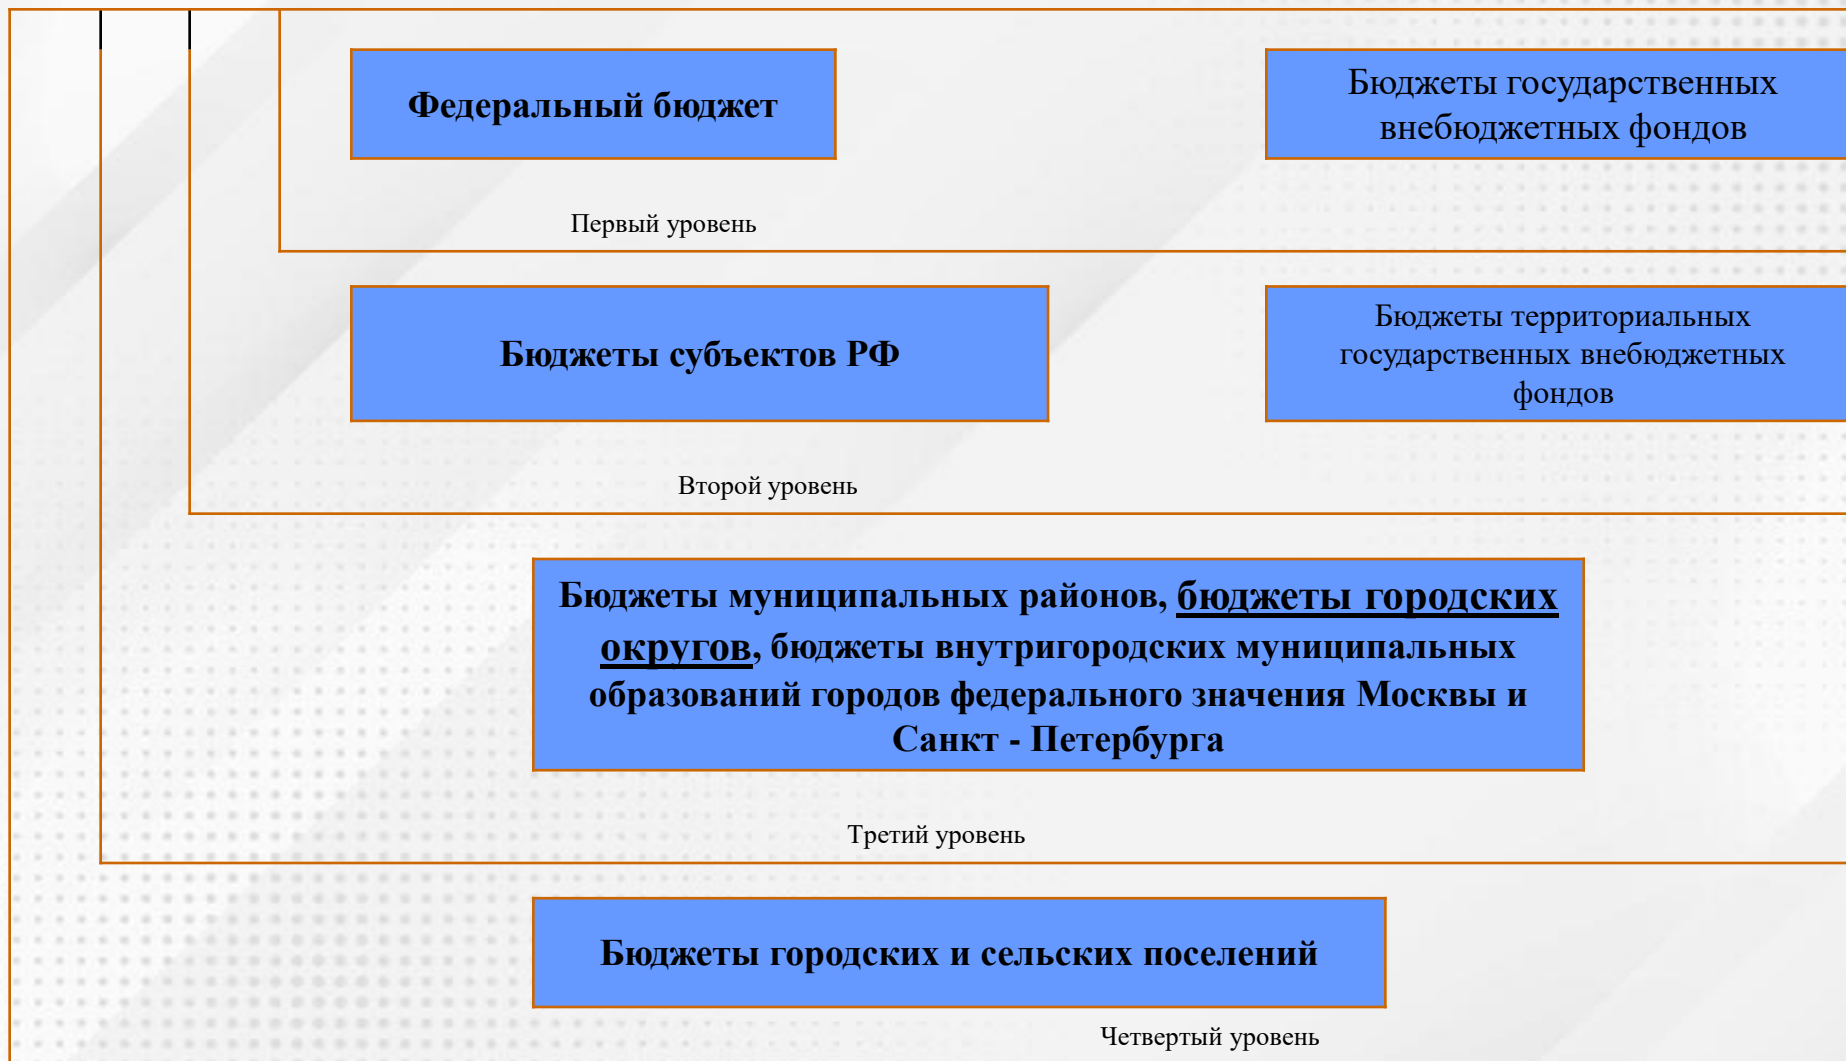 Федеральный бюджет
Бюджеты государственных
внебюджетных фондов
Первый уровень
Бюджеты субъектов РФ
Бюджеты территориальных
государственных внебюджетных
фондов
Второй уровень
Бюджеты муниципальных районов, бюджеты городских
округов, бюджеты внутригородских муниципальных
образований городов федерального значения Москвы и
Санкт - Петербурга
Третий уровень
Бюджеты городских и сельских поселений
Четвертый уровень